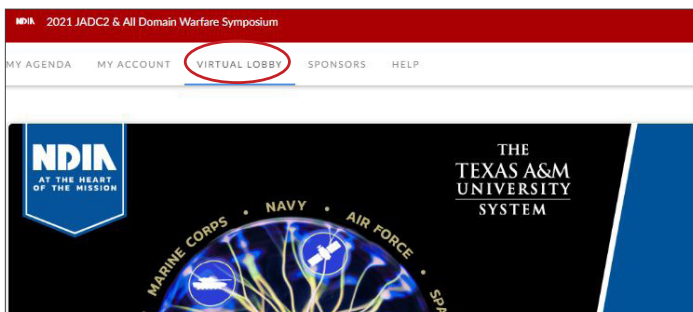 NDIA 2021 JADC2 & All Domain Warfare Symposium
MY AGENDA MY ACCOUNT VIRTUAL LOBBY SPONSORS HELP
NDIA
AT THE HEART
OF THE MISSION
THE
TEXAS A&M
UNIVERSITY
SYSTEM
MARINE CORPS · NAVY · AIR FORCE ·